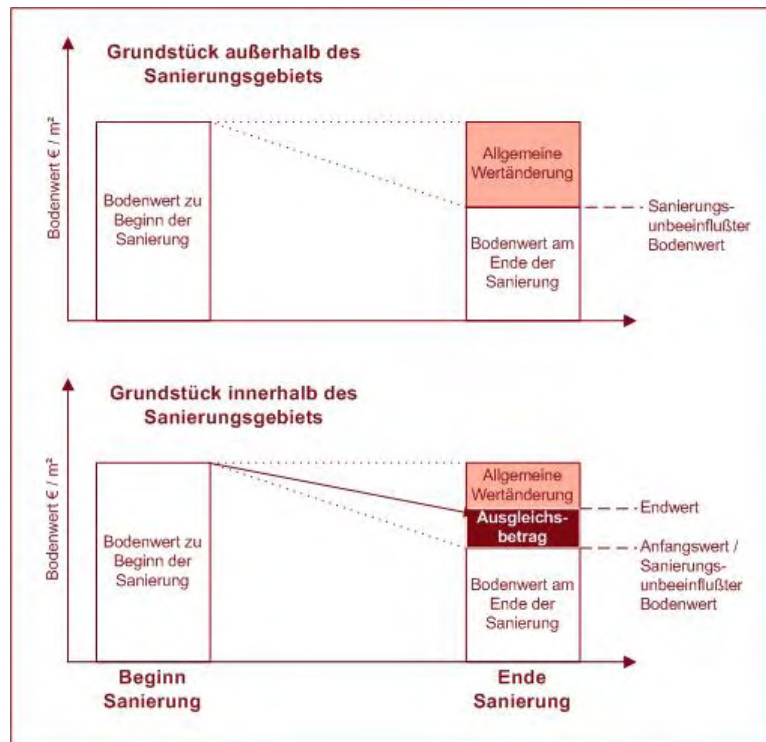 Grundstück außerhalb des
Sanierungsgebiets
Bodenwert € / m²
Bodenwert zu
Beginn der
Sanierung
Allgemeine
Wertänderung
Sanierungs-
unbeeinflußter
Bodenwert
Bodenwert am
Ende der
Sanierung
Grundstück innerhalb des
Sanierungsgebiets
Bodenwert € / m²
Bodenwert zu
Beginn der
Sanierung
Allgemeine
Wertänderung
Endwert
Ausgleichs-
betrag
Anfangswert /
Sanierungs-
unbeeinflußter
Bodenwert
Bodenwert am
Ende der
Sanierung
Beginn
Sanierung
Ende
Sanierung